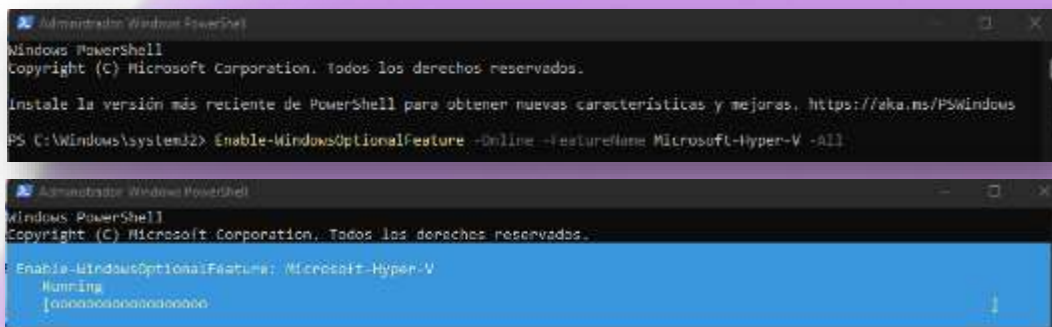 Administrador: Windows PowerShell
Windows PowerShell
Copyright (C) Microsoft Corporation. Todos los derechos reservados.
Instale la versión más reciente de PowerShell para obtener nuevas características y mejoras. https://aka.ms/PSWindows
PS C:\Windows\system32> Enable-WindowsOptionalFeature -Online -FeatureName Microsoft-Hyper-V -All
Administrador: Windows PowerShell
Windows PowerShell
Copyright (C) Microsoft Corporation. Todos los derechos reservados.
Enable-WindowsOptionalFeature: Microsoft-Hyper-V
Running
[oooooooooooooooooooo ]